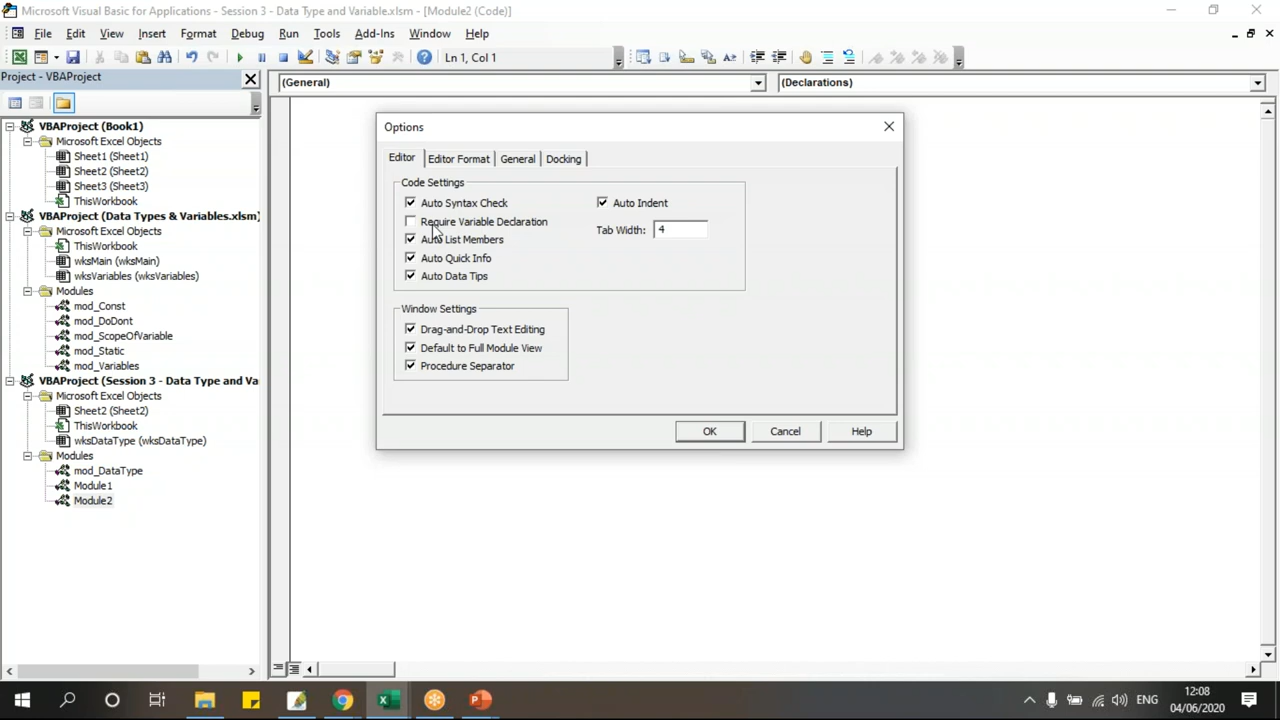 Microsoft Visual Basic for Applications - Session 3 - Data Type and Variable.xlsm - [Module2 (Code)]
File Edit View Insert Format Debug Run Tools Add-Ins Window Help
Ln 1, Col 1
Project - VBAProject
(General)
(Declarations)
VBAProject (Book1)
Microsoft Excel Objects
Sheet1 (Sheet1)
Sheet2 (Sheet2)
Sheet3 (Sheet3)
ThisWorkbook
VBAProject (Data Types & Variables.xlsm)
Microsoft Excel Objects
ThisWorkbook
wksMain (wksMain)
wksVariables (wksVariables)
Modules
mod_Const
mod_DoDont
mod_ScopeOfVariable
mod_Static
mod_Variables
VBAProject (Session 3 - Data Type and Va
Microsoft Excel Objects
Sheet2 (Sheet2)
ThisWorkbook
wksDataType (wksDataType)
Modules
mod_DataType
Module1
Module2
Options
Editor Editor Format General Docking
Code Settings
Auto Syntax Check
Require Variable Declaration
Auto List Members
Auto Quick Info
Auto Data Tips
Auto Indent
Tab Width: 4
Window Settings
Drag-and-Drop Text Editing
Default to Full Module View
Procedure Separator
OK Cancel Help
ENG
12:08
04/06/2020